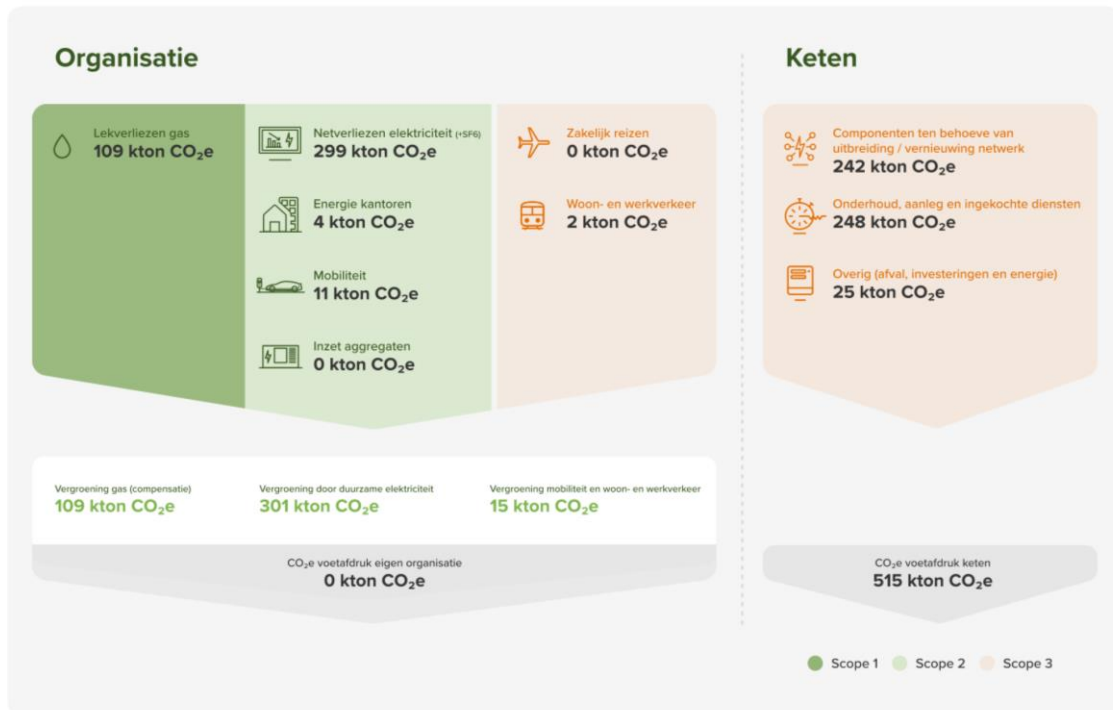 Organisatie
Lekverliezen gas
109 kton CO₂e
Netverliezen elektriciteit (+SF6)
299 kton CO₂e
Energie kantoren
4 kton CO₂e
Mobiliteit
11 kton CO₂e
Inzet aggregaten
0 kton CO₂e
Zakelijk reizen
0 kton CO₂e
Woon- en werkverkeer
2 kton CO₂e
Vergroening gas (compensatie)
109 kton CO₂e
Vergroening door duurzame elektriciteit
301 kton CO₂e
Vergroening mobiliteit en woon- en werkverkeer
15 kton CO₂e
CO₂e voetafdruk eigen organisatie
0 kton CO₂e
Keten
Componenten ten behoeve van
uitbreiding / vernieuwing netwerk
242 kton CO₂e
Onderhoud, aanleg en ingekochte diensten
248 kton CO₂e
Overig (afval, investeringen en energie)
25 kton CO₂e
CO₂e voetafdruk keten
515 kton CO₂e
Scope 1
Scope 2
Scope 3